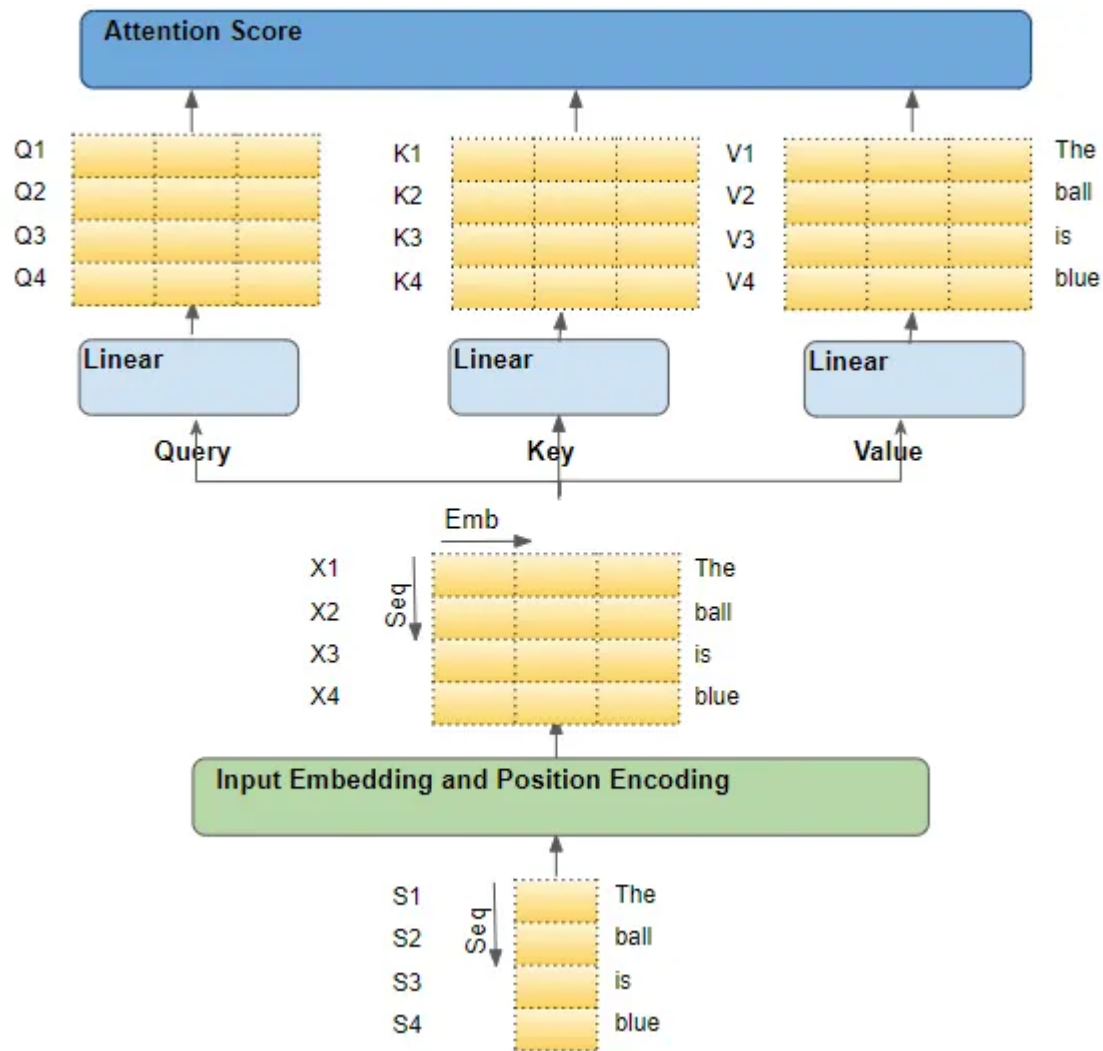 Attention Score
Q1 K1 V1 The
Q2 K2 V2 ball
Q3 K3 V3 is
Q4 K4 V4 blue
Linear Linear Linear
Query Key Value
Emb
Seq
X1 The
X2 ball
X3 is
X4 blue
Input Embedding and Position Encoding
Seq
S1 The
S2 ball
S3 is
S4 blue